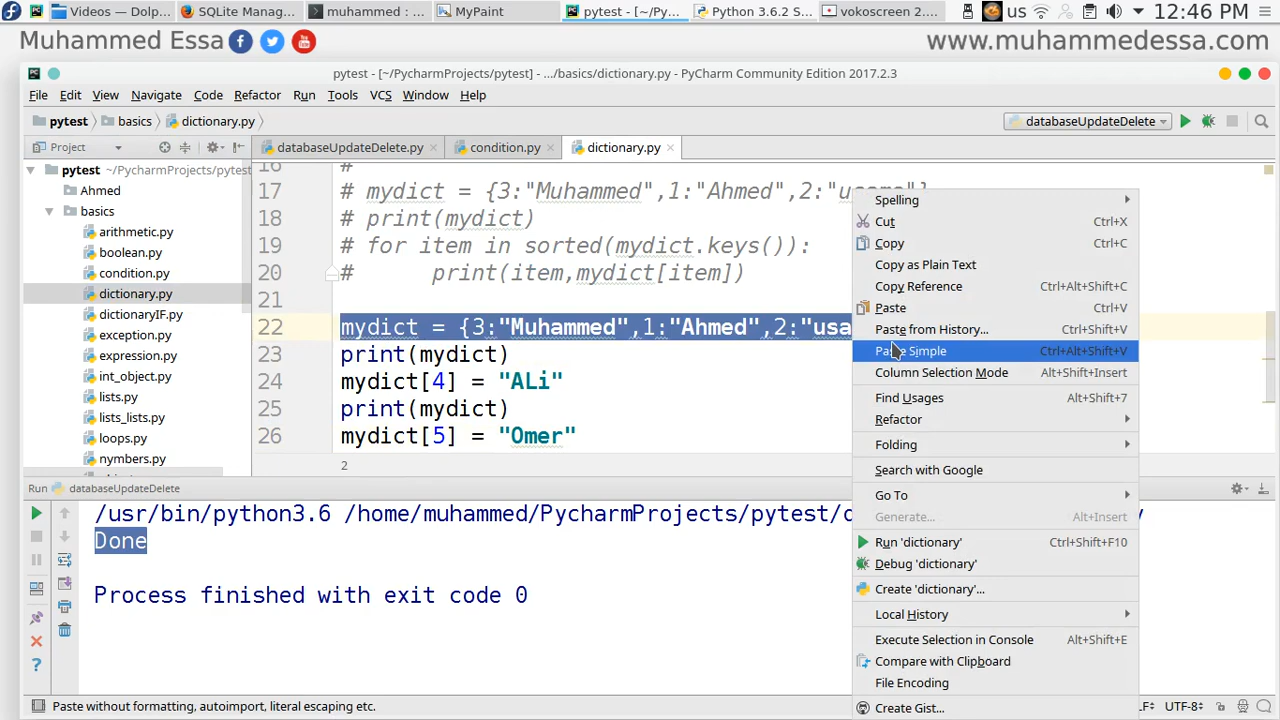 Videos — Dolp...
SQLite Manag...
muhammed : ...
MyPaint
pytest - [~/Py...
Python 3.6.2 S...
vokoscreen 2....
us
12:46 PM
Muhammed Essa
www.muhammedessa.com
pytest - [~/PycharmProjects/pytest] - .../basics/dictionary.py - PyCharm Community Edition 2017.2.3
File Edit View Navigate Code Refactor Run Tools VCS Window Help
pytest basics dictionary.py
databaseUpdateDelete
Project
databaseUpdateDelete.py
condition.py
dictionary.py
pytest ~/PycharmProjects/pytest
Ahmed
basics
arithmetic.py
boolean.py
condition.py
dictionary.py
dictionaryIF.py
exception.py
expression.py
int_object.py
lists.py
lists_lists.py
loops.py
nymbers.py
16 #
17 # mydict = {3:"Muhammed",1:"Ahmed",2:"usama"}
18 # print(mydict)
19 # for item in sorted(mydict.keys()):
20 # print(item,mydict[item])
21
22 mydict = {3:"Muhammed",1:"Ahmed",2:"usa
23 print(mydict)
24 mydict[4] = "ALi"
25 print(mydict)
26 mydict[5] = "Omer"
2
Spelling
Cut Ctrl+X
Copy Ctrl+C
Copy as Plain Text
Copy Reference Ctrl+Alt+Shift+C
Paste Ctrl+V
Paste from History... Ctrl+Shift+V
Paste Simple Ctrl+Alt+Shift+V
Column Selection Mode Alt+Shift+Insert
Find Usages Alt+Shift+7
Refactor
Folding
Search with Google
Go To
Generate... Alt+Insert
Run 'dictionary' Ctrl+Shift+F10
Debug 'dictionary'
Create 'dictionary'...
Local History
Execute Selection in Console Alt+Shift+E
Compare with Clipboard
File Encoding
Create Gist...
Run databaseUpdateDelete
/usr/bin/python3.6 /home/muhammed/PycharmProjects/pytest/
Done
Process finished with exit code 0
Paste without formatting, autoimport, literal escaping etc.
UTF-8